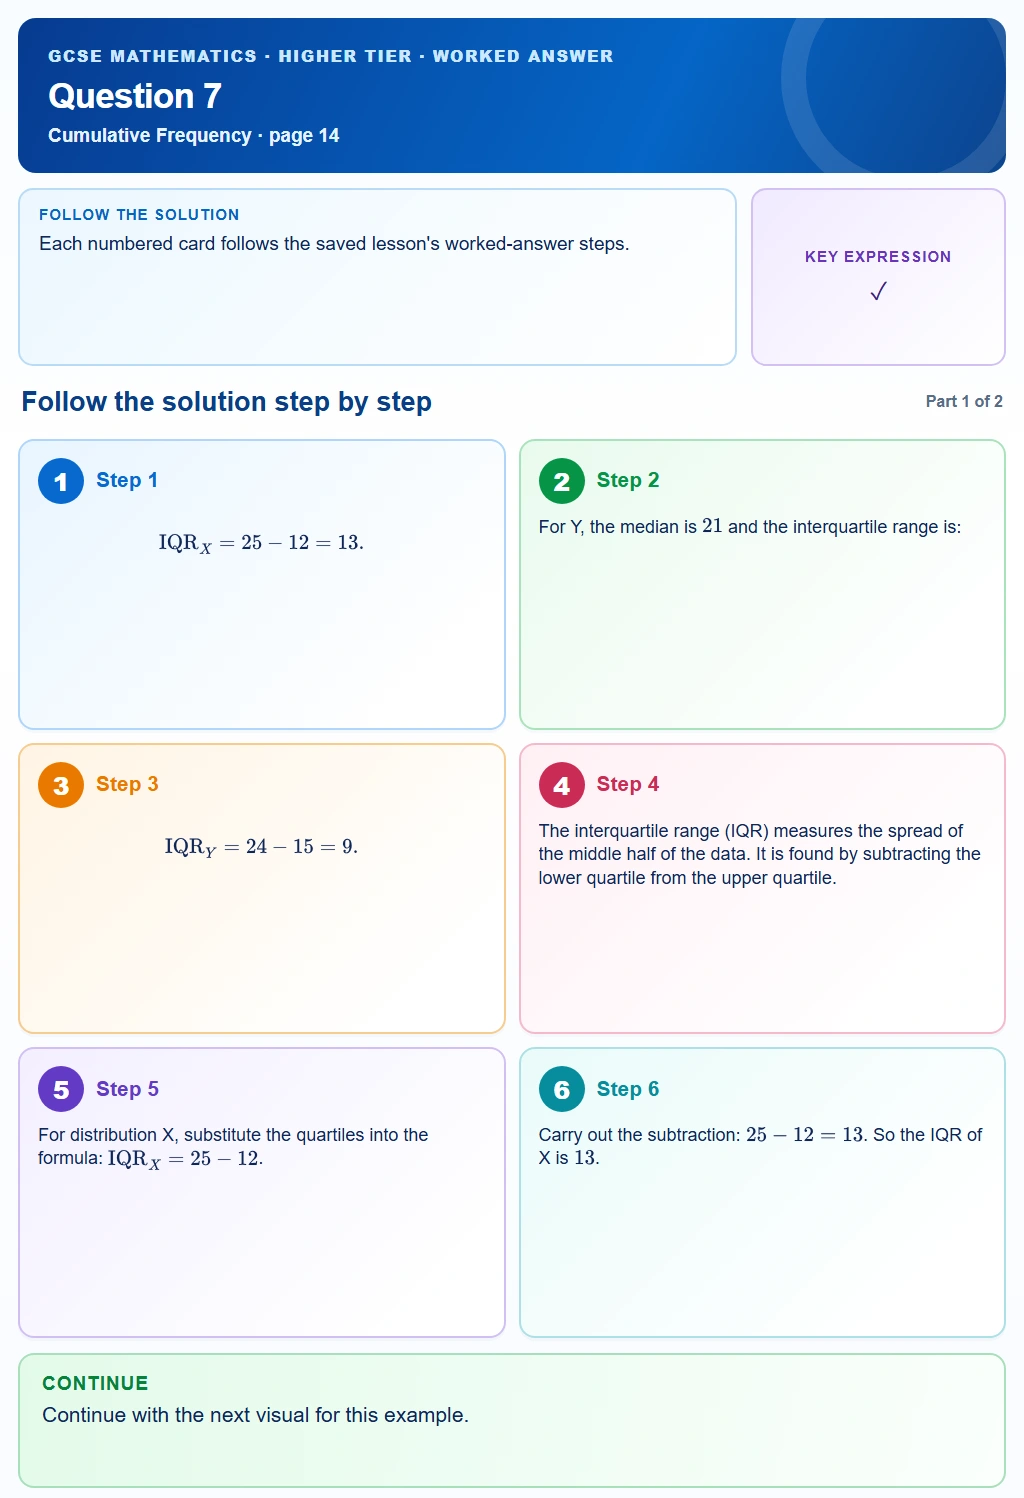 GCSE MATHEMATICS · HIGHER TIER · WORKED ANSWER
Question 7
Cumulative Frequency · page 14
FOLLOW THE SOLUTION
Each numbered card follows the saved lesson's worked-answer steps.
KEY EXPRESSION
✓
Follow the solution step by step
Part 1 of 2
1 Step 1
IQR_X = 25 − 12 = 13.
2 Step 2
For Y, the median is 21 and the interquartile range is:
3 Step 3
IQR_Y = 24 − 15 = 9.
4 Step 4
The interquartile range (IQR) measures the spread of
the middle half of the data. It is found by subtracting the
lower quartile from the upper quartile.
5 Step 5
For distribution X, substitute the quartiles into the
formula: IQR_X = 25 − 12.
6 Step 6
Carry out the subtraction: 25 − 12 = 13. So the IQR of
X is 13.
CONTINUE
Continue with the next visual for this example.